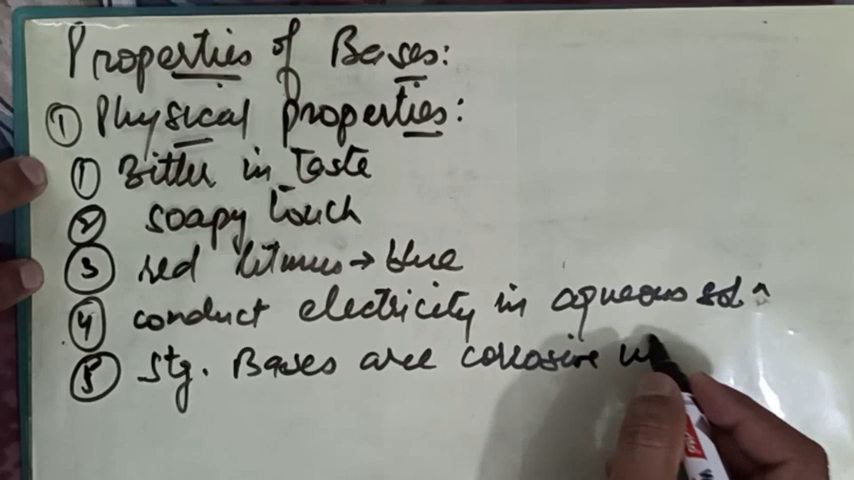 Properties of Bases:
① Physical properties:
① Bitter in taste
② soapy touch
③ red litmus → blue
④ conduct electricity in aqueous solⁿ
⑤ Stg. Bases are corrosive